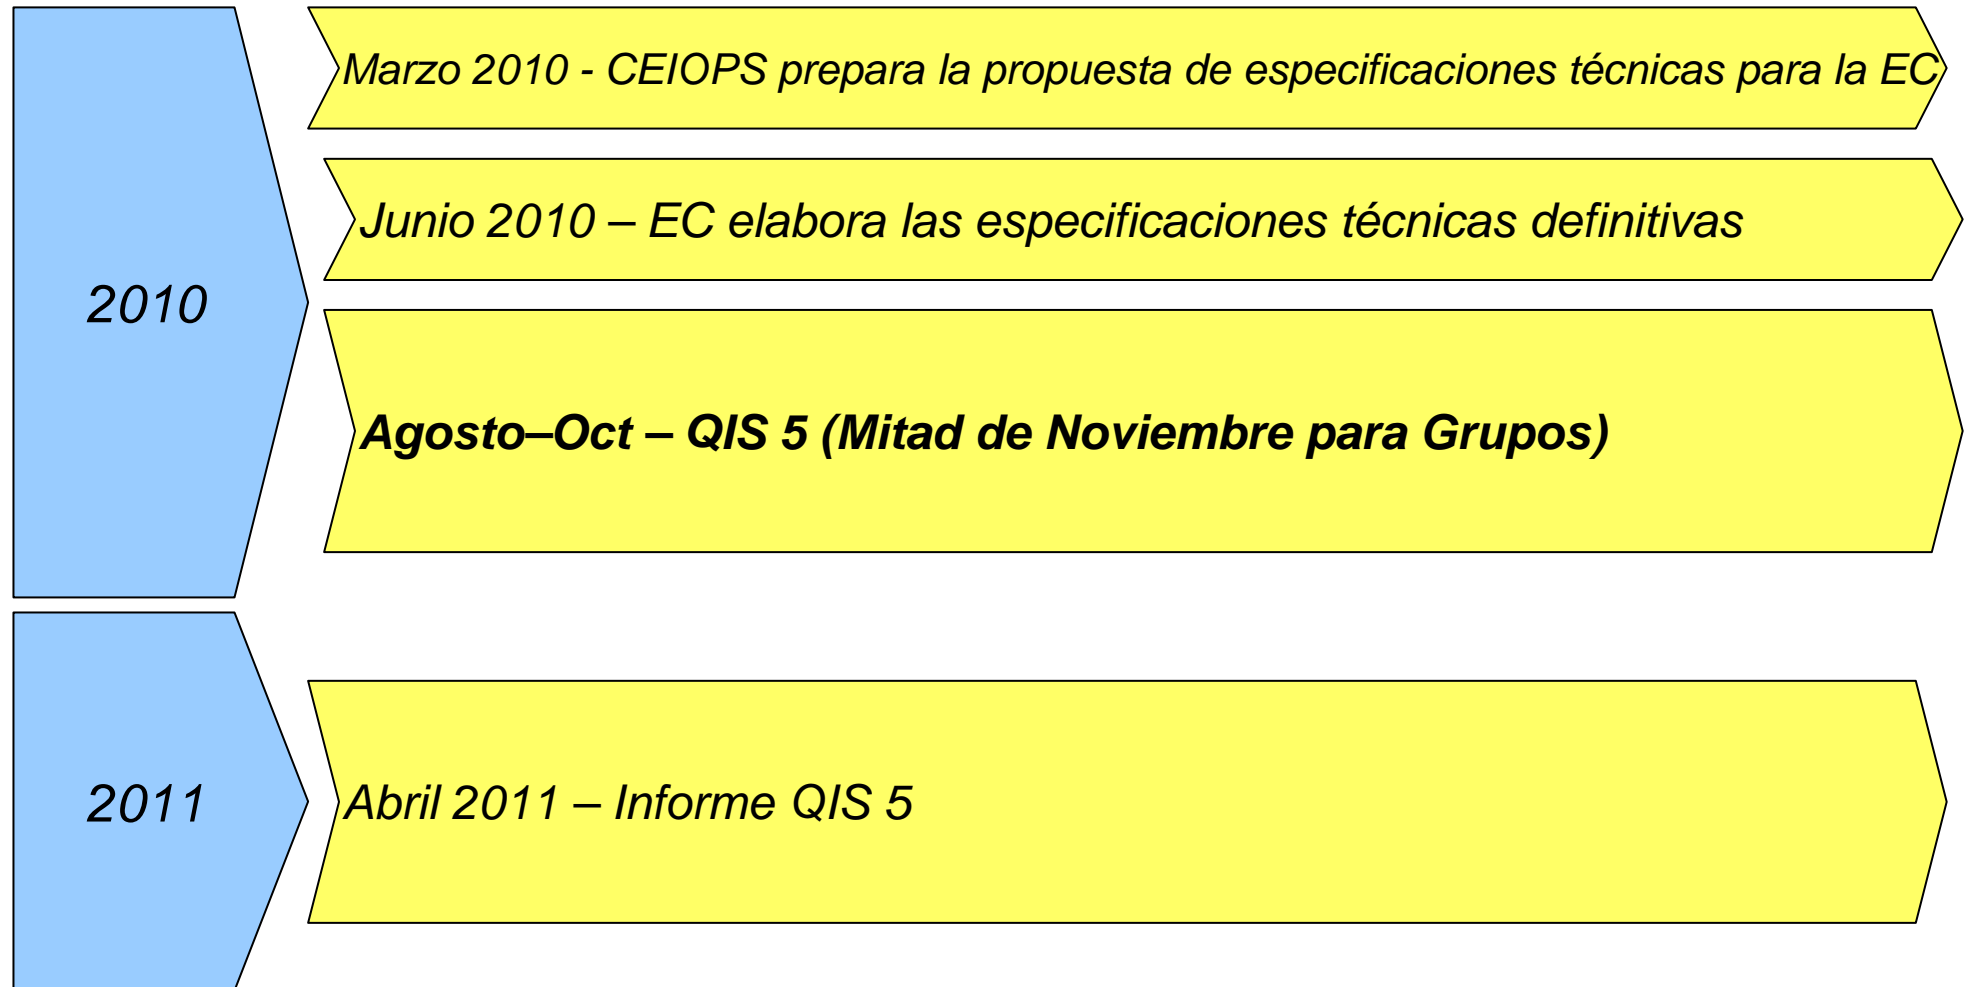 2010
Marzo 2010 - CEIOPS prepara la propuesta de especificaciones técnicas para la EC
Junio 2010 – EC elabora las especificaciones técnicas definitivas
Agosto–Oct – QIS 5 (Mitad de Noviembre para Grupos)
2011
Abril 2011 – Informe QIS 5